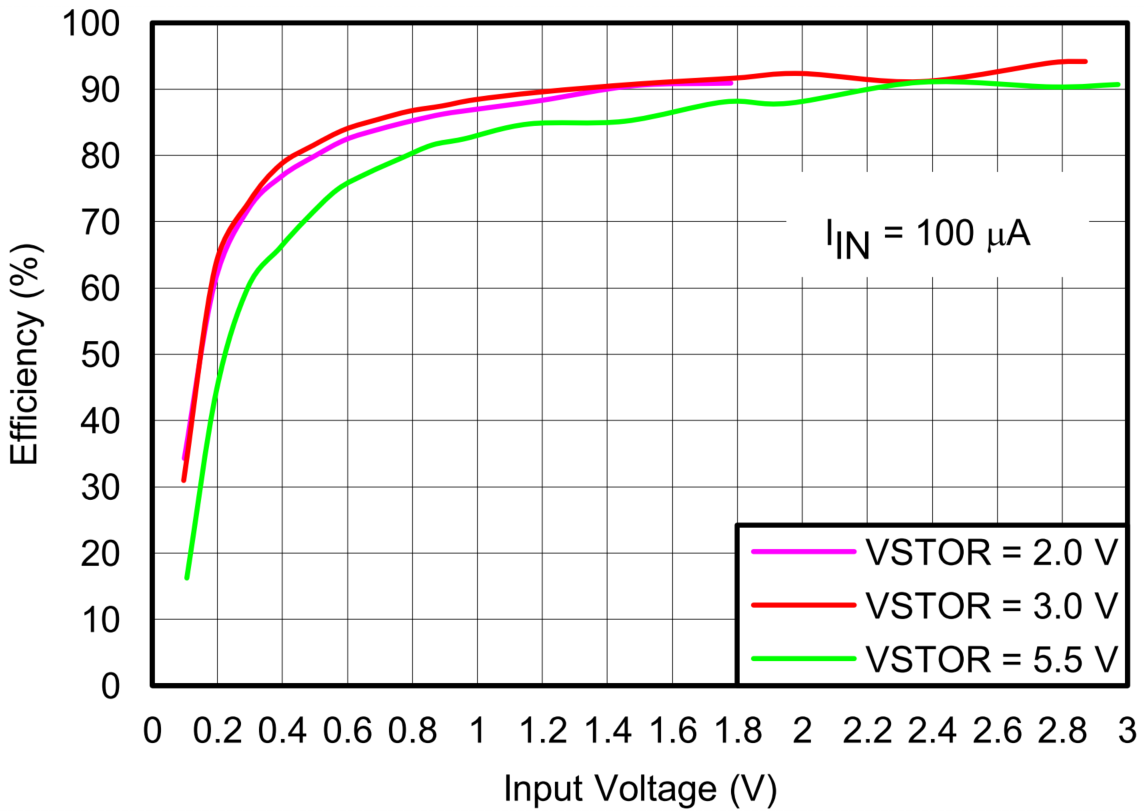 100
90
80
70
60
50
40
30
20
10
0
Efficiency (%)
I_IN = 100 μA
VSTOR = 2.0 V
VSTOR = 3.0 V
VSTOR = 5.5 V
0 0.2 0.4 0.6 0.8 1 1.2 1.4 1.6 1.8 2 2.2 2.4 2.6 2.8 3
Input Voltage (V)